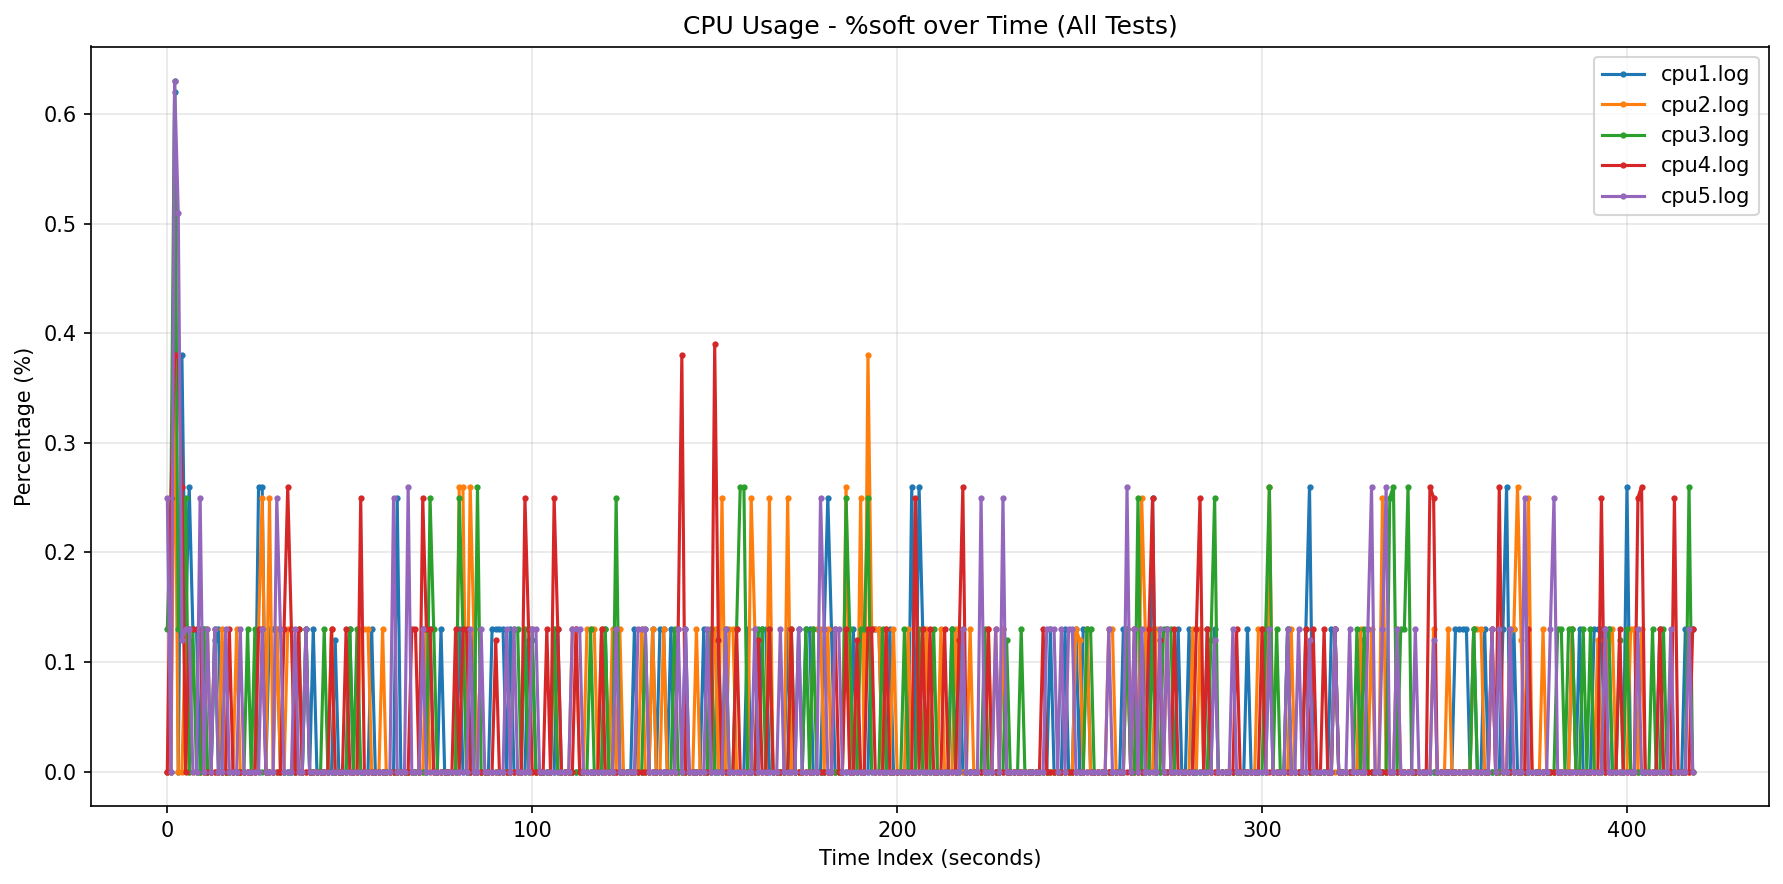 CPU Usage - %soft over Time (All Tests)
cpu1.log
cpu2.log
cpu3.log
cpu4.log
cpu5.log
Percentage (%)
0.6
0.5
0.4
0.3
0.2
0.1
0.0
0 100 200 300 400
Time Index (seconds)